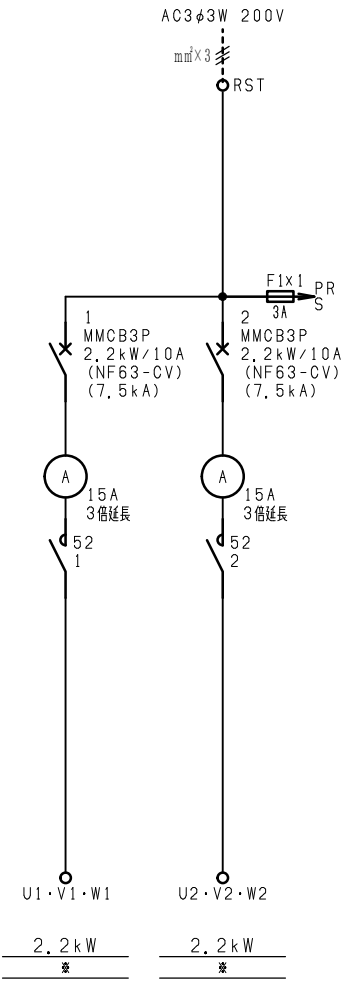 AC3φ3W 200V
mm²×3
RST
F1×1
3A
PR
S
1
MMCB3P
2.2kW/10A
(NF63-CV)
(7.5kA)
2
MMCB3P
2.2kW/10A
(NF63-CV)
(7.5kA)
A
15A
3倍延長
A
15A
3倍延長
52
1
52
2
U1・V1・W1
U2・V2・W2
2.2kW
※
2.2kW
※